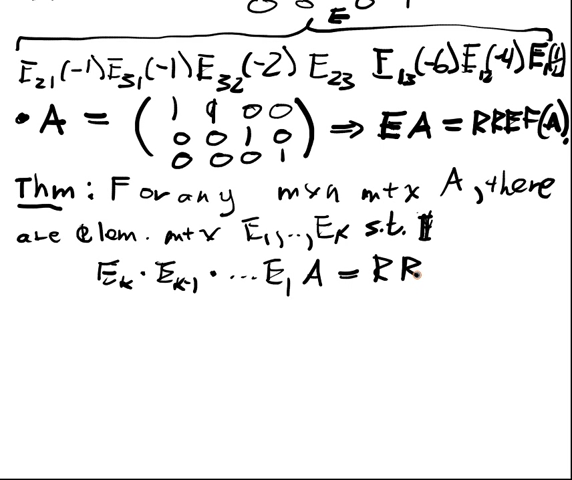 E
E₂₁(-1) E₃₁(-1) E₃₂(-2) E₂₃ E₁₃(-6) E₁₂(-4)
• A = ( 1 9 0 0 ; 0 0 1 0 ; 0 0 0 1 ) ⇒ EA = RREF(A).
Thm: For any m×n mtx A, there
are elem. mtx E₁,..,Eₖ s.t.
Eₖ · Eₖ₋₁ · ... E₁ A = RR